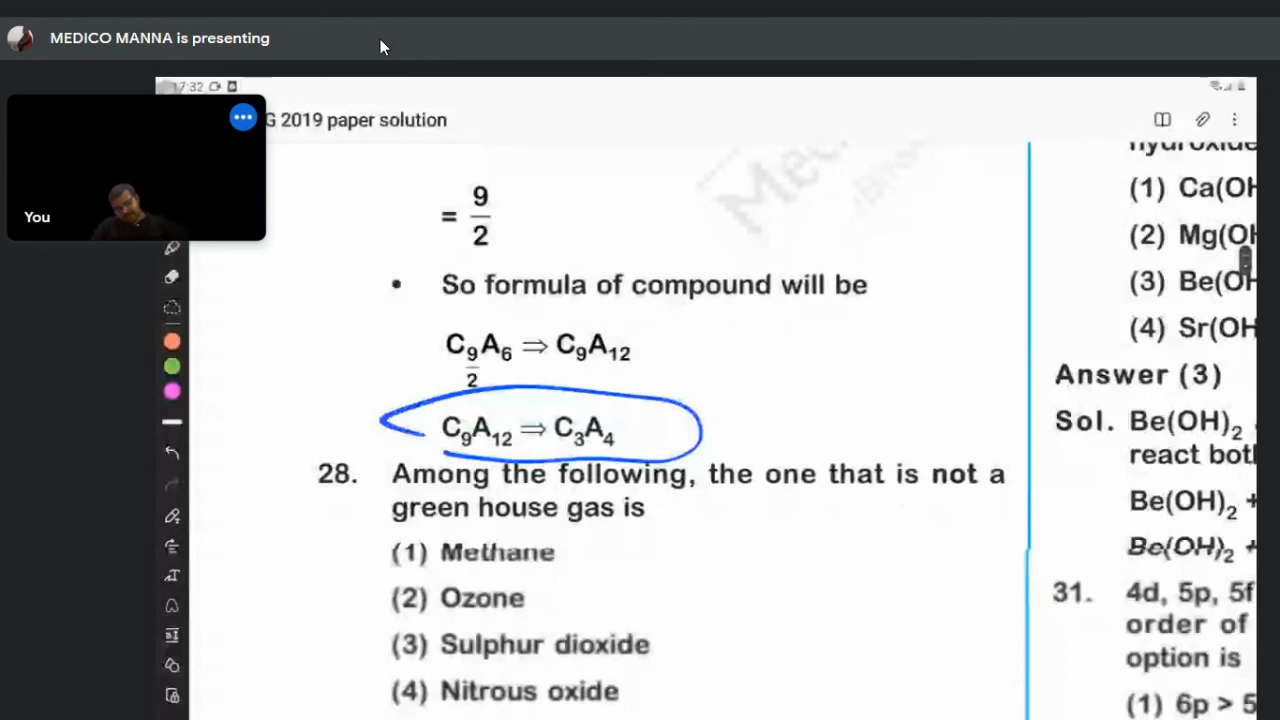 MEDICO MANNA is presenting
17:32
G 2019 paper solution
You
= 9/2
• So formula of compound will be
C₉⁄₂A₆ ⇒ C₉A₁₂
C₉A₁₂ ⇒ C₃A₄
28. Among the following, the one that is not a
green house gas is
(1) Methane
(2) Ozone
(3) Sulphur dioxide
(4) Nitrous oxide
hydroxide
(1) Ca(OH
(2) Mg(OH
(3) Be(OH
(4) Sr(OH
Answer (3)
Sol. Be(OH)₂
react bot
Be(OH)₂ +
Be(OH)₂ +
31. 4d, 5p, 5f
order of
option is
(1) 6p > 5